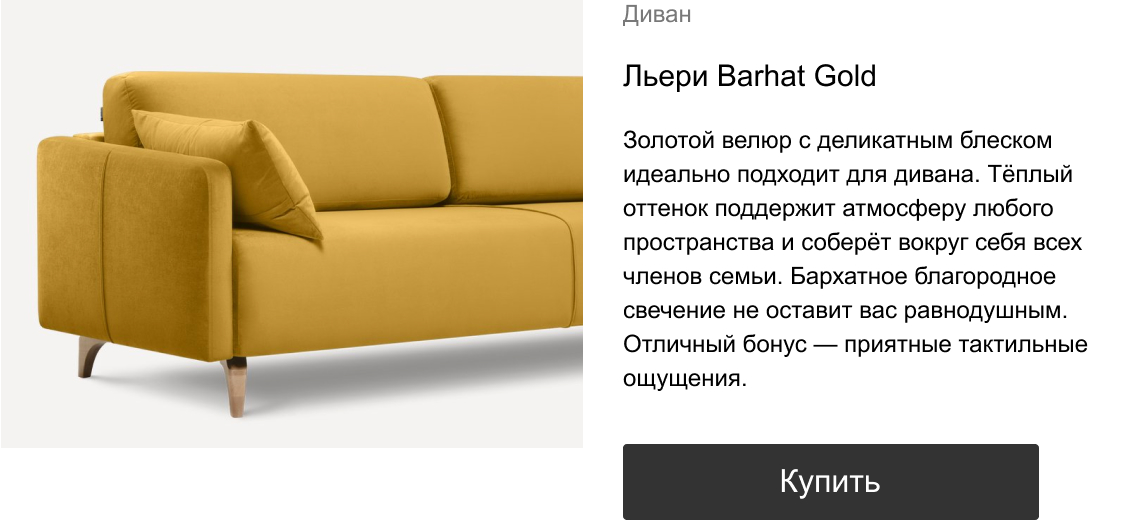 Диван
Льери Barhat Gold
Золотой велюр с деликатным блеском
идеально подходит для дивана. Тёплый
оттенок поддержит атмосферу любого
пространства и соберёт вокруг себя всех
членов семьи. Бархатное благородное
свечение не оставит вас равнодушным.
Отличный бонус — приятные тактильные
ощущения.
Купить